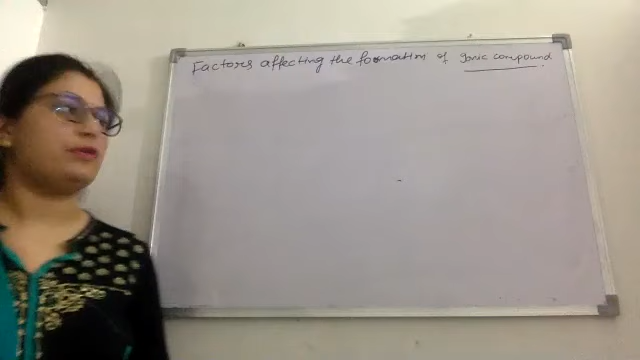 Factors affecting the formation of Ionic compound.